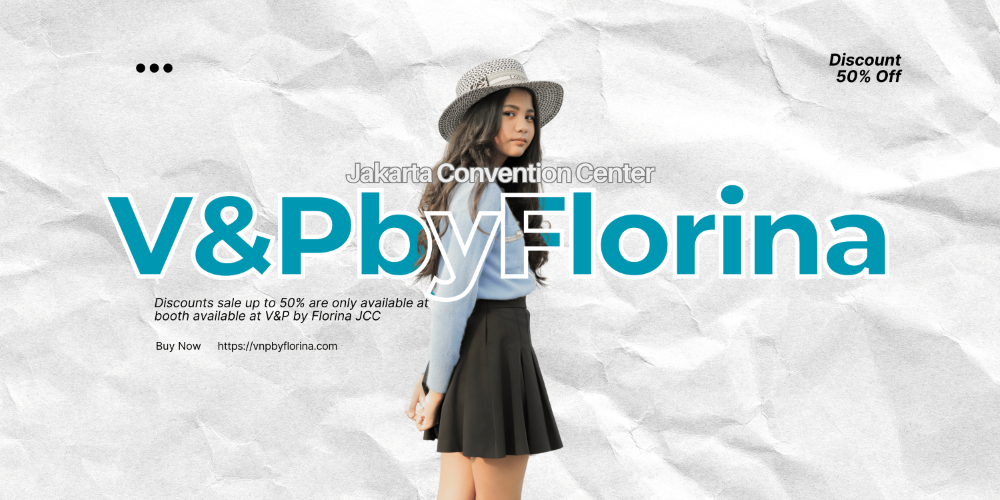 Discount
50% Off
Jakarta Convention Center
V&PbyFlorina
Discounts sale up to 50% are only available at
booth available at V&P by Florina JCC
Buy Now https://vnpbyflorina.com